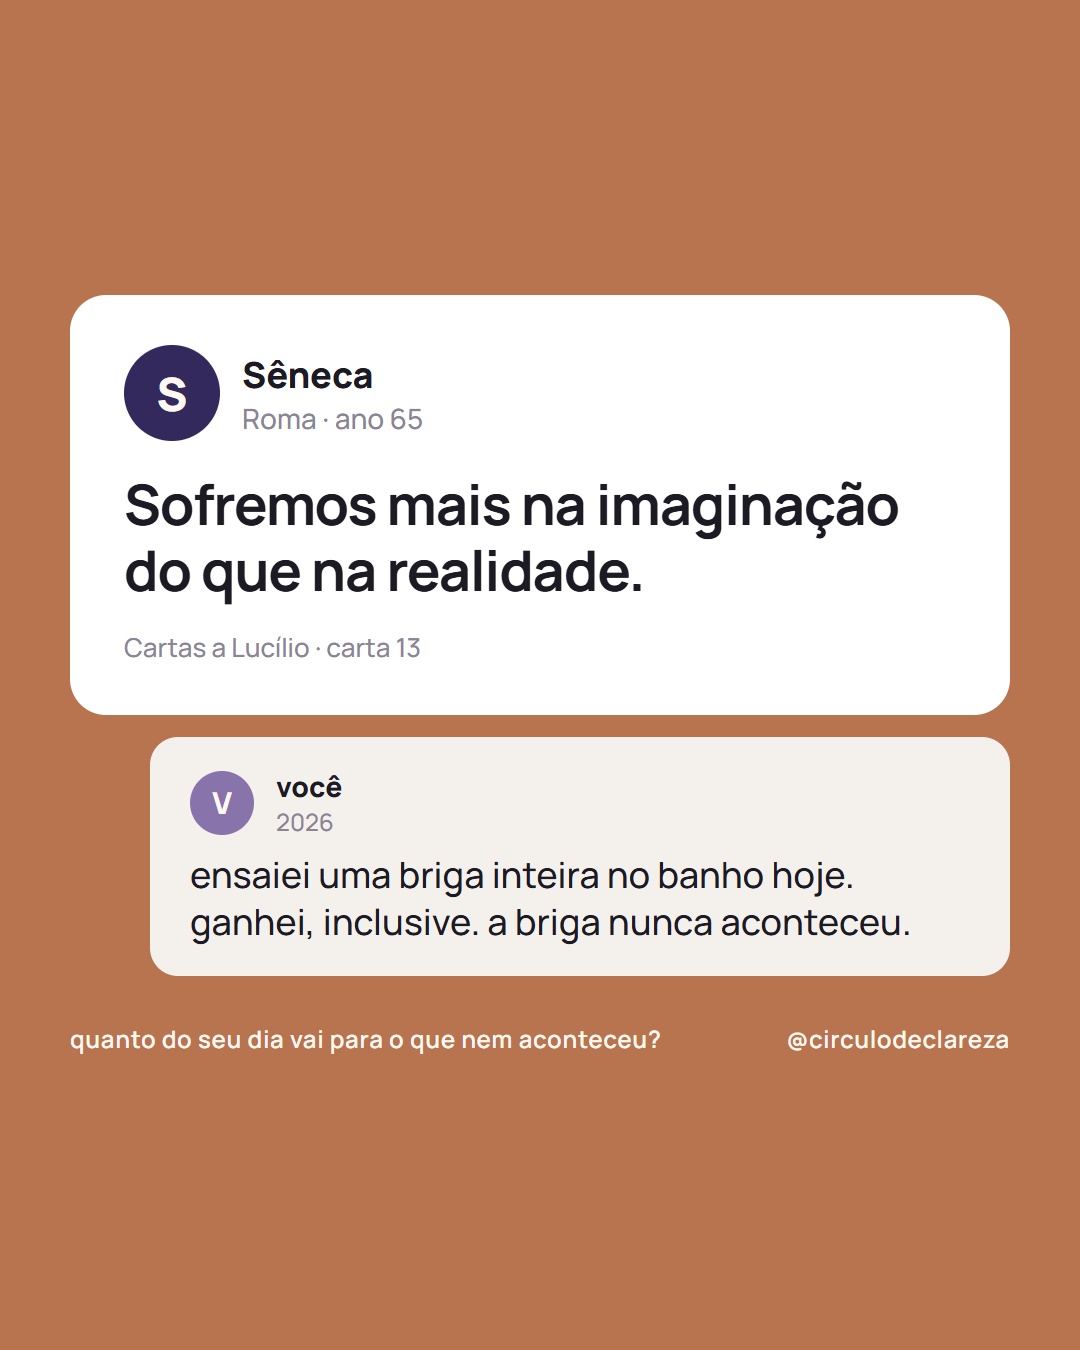 S
Sêneca
Roma · ano 65
Sofremos mais na imaginação
do que na realidade.
Cartas a Lucílio · carta 13
V
você
2026
ensaiei uma briga inteira no banho hoje.
ganhei, inclusive. a briga nunca aconteceu.
quanto do seu dia vai para o que nem aconteceu?
@circulodeclareza